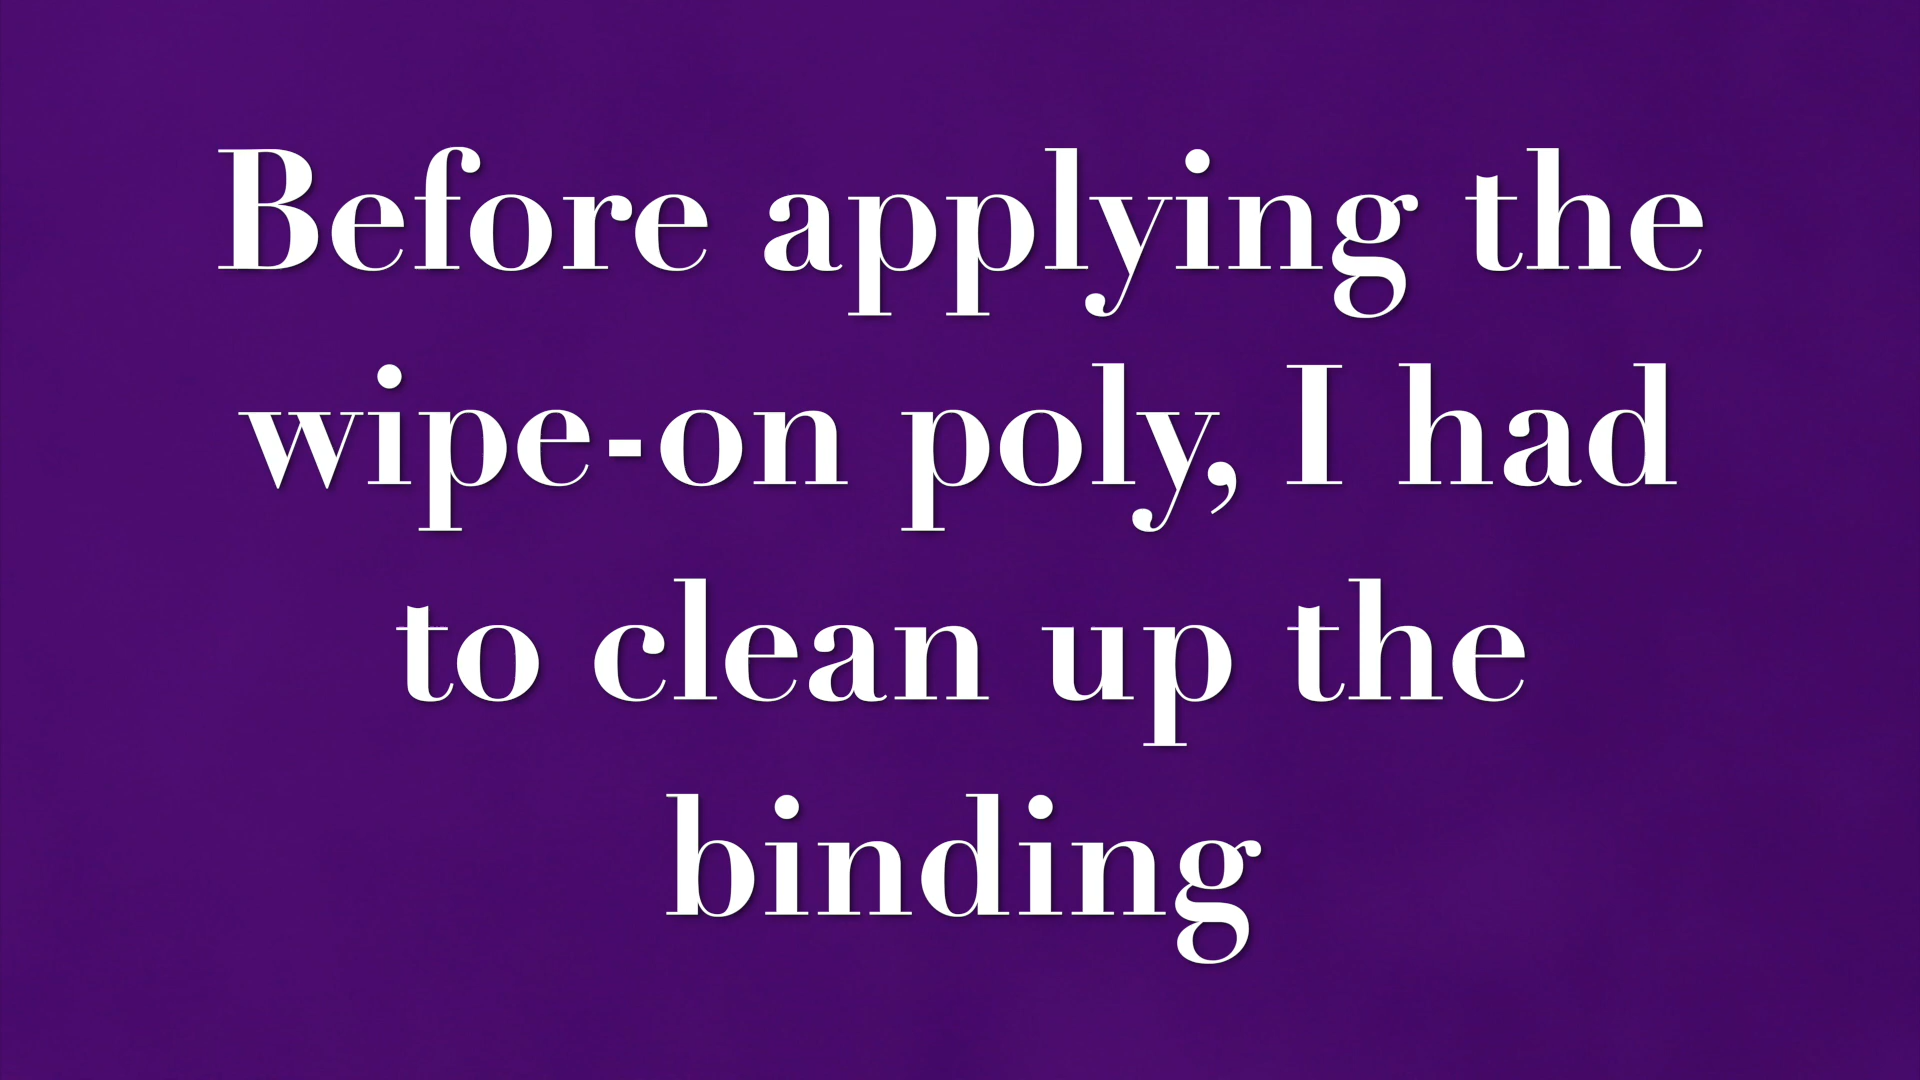 Before applying the
wipe-on poly, I had
to clean up the
binding